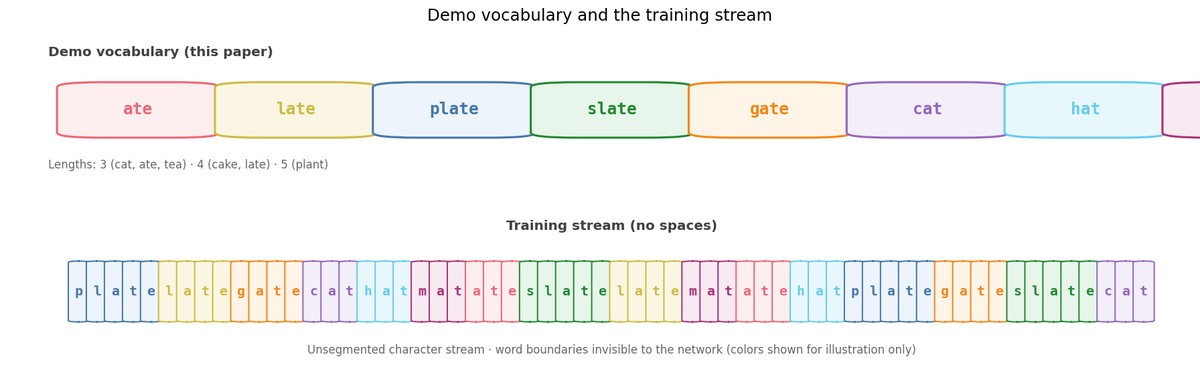 Demo vocabulary and the training stream
Demo vocabulary (this paper)
ate late plate slate gate cat hat
Lengths: 3 (cat, ate, tea) · 4 (cake, late) · 5 (plant)
Training stream (no spaces)
p l a t e l a t e g a t e c a t h a t m a t a t e s l a t e l a t e m a t a t e h a t p l a t e g a t e s l a t e c a t
Unsegmented character stream · word boundaries invisible to the network (colors shown for illustration only)